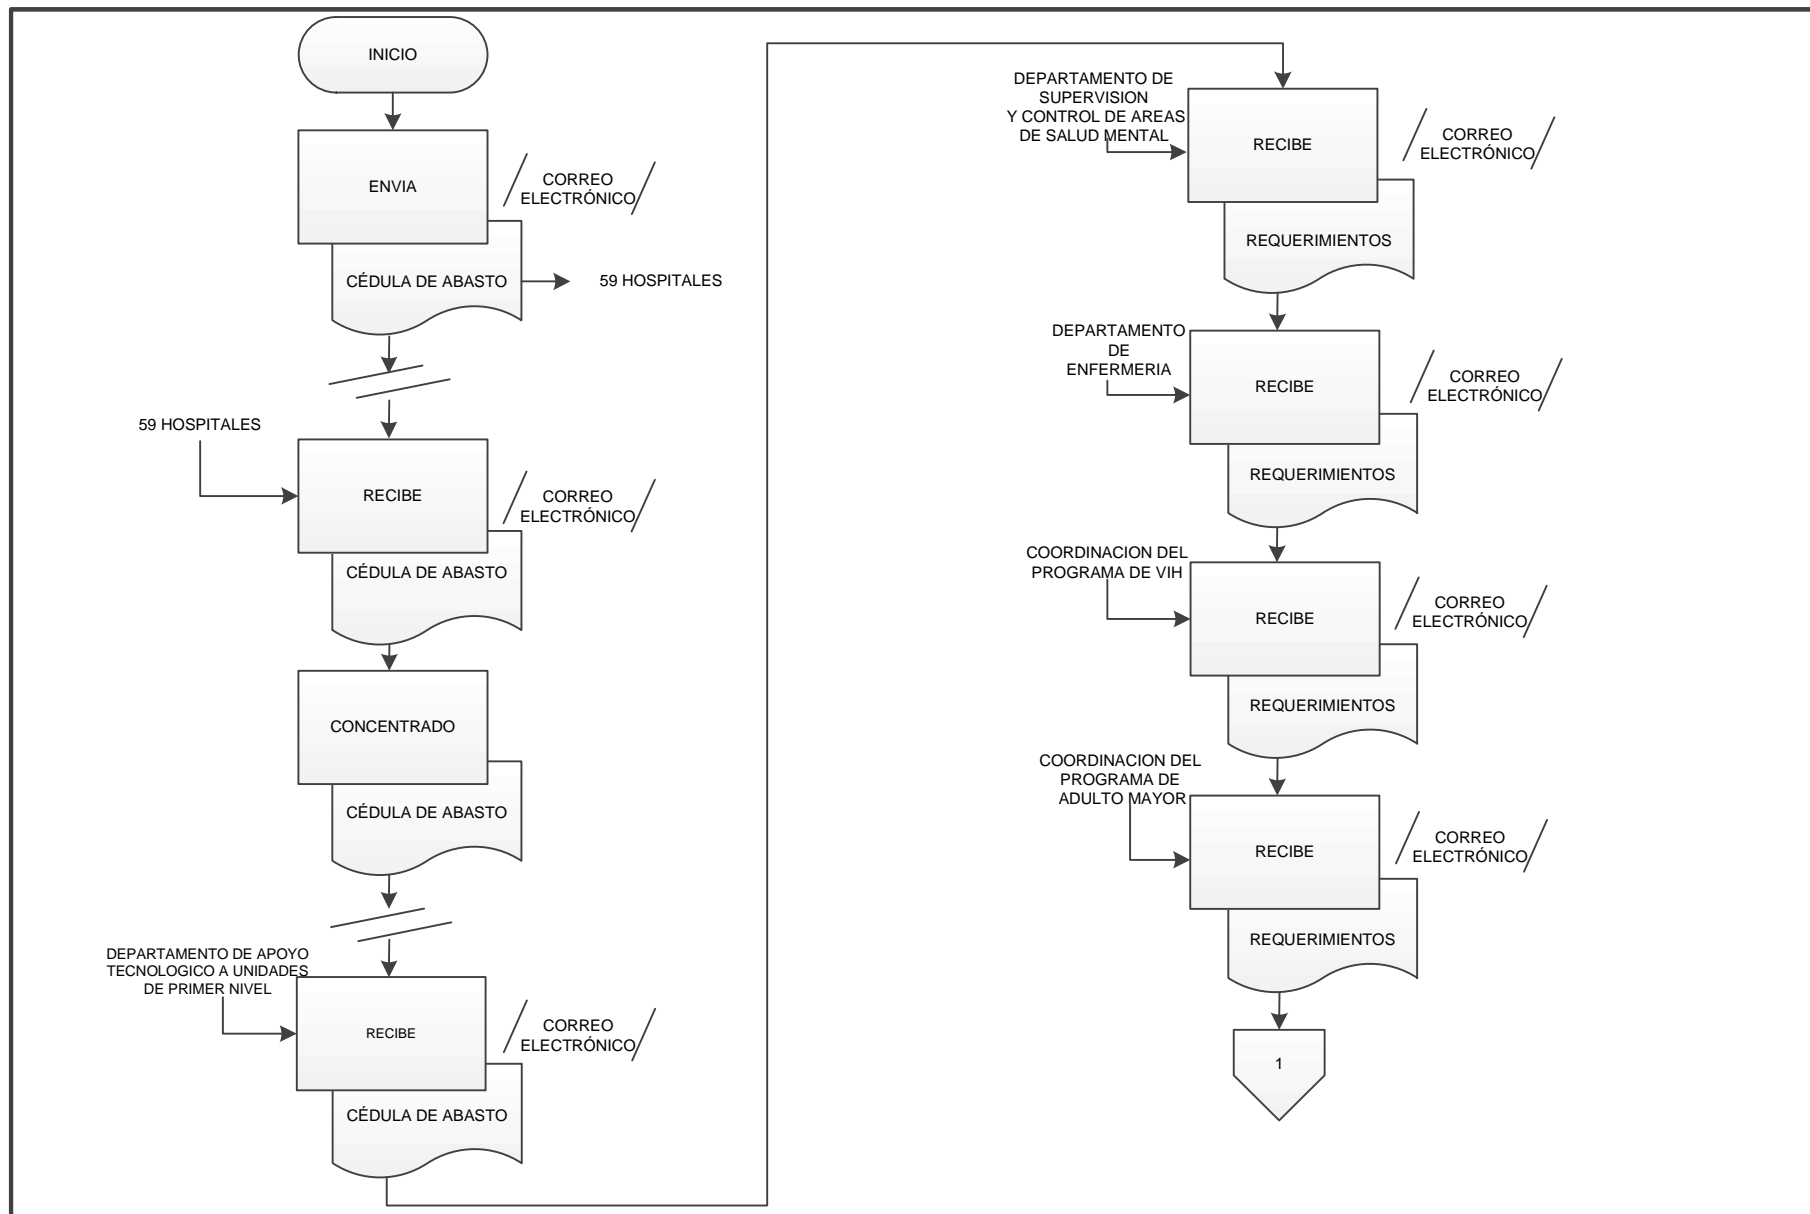 INICIO
ENVIA
CORREO
ELECTRÓNICO
CÉDULA DE ABASTO
59 HOSPITALES
59 HOSPITALES
RECIBE
CORREO
ELECTRÓNICO
CÉDULA DE ABASTO
CONCENTRADO
CÉDULA DE ABASTO
DEPARTAMENTO DE APOYO
TECNOLOGICO A UNIDADES
DE PRIMER NIVEL
RECIBE
CORREO
ELECTRÓNICO
CÉDULA DE ABASTO
DEPARTAMENTO DE
SUPERVISION
Y CONTROL DE AREAS
DE SALUD MENTAL
RECIBE
CORREO
ELECTRÓNICO
REQUERIMIENTOS
DEPARTAMENTO
DE
ENFERMERIA
RECIBE
CORREO
ELECTRÓNICO
REQUERIMIENTOS
COORDINACION DEL
PROGRAMA DE VIH
RECIBE
CORREO
ELECTRÓNICO
REQUERIMIENTOS
COORDINACION DEL
PROGRAMA DE
ADULTO MAYOR
RECIBE
CORREO
ELECTRÓNICO
REQUERIMIENTOS
1